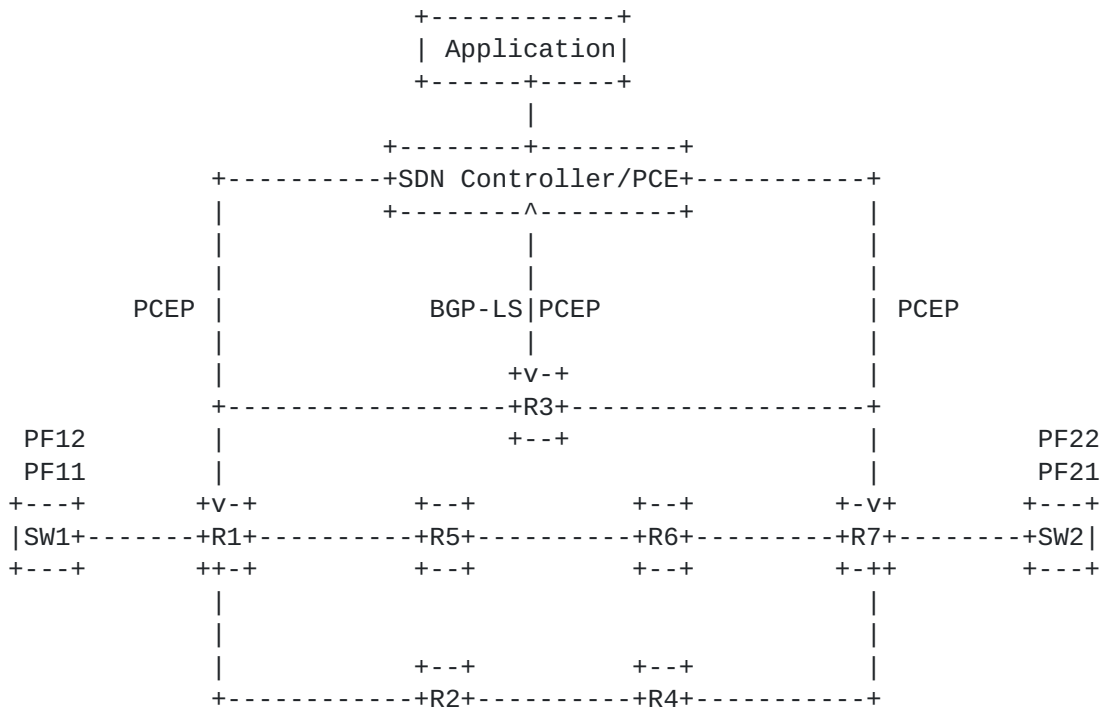 Application
SDN Controller/PCE
PCEP BGP-LS PCEP PCEP
R3
PF12 PF22
PF11 PF21
SW1 R1 R5 R6 R7 SW2
R2 R4